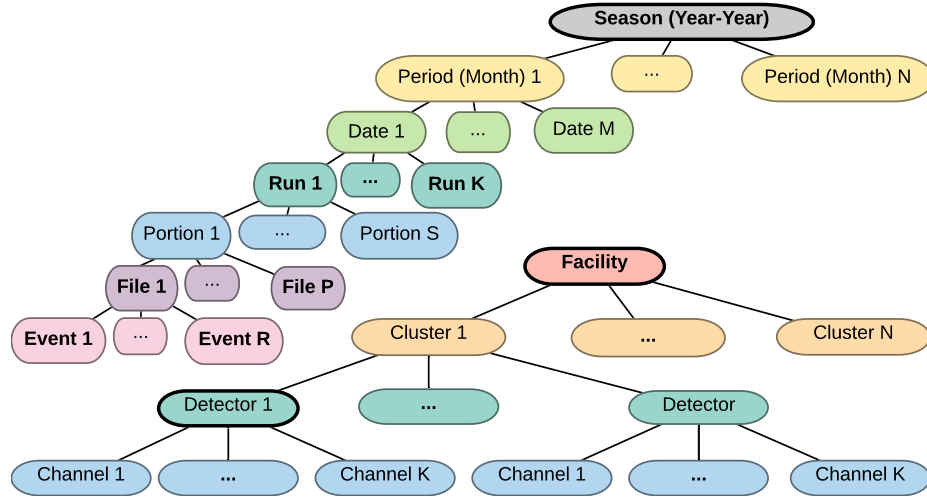 Season (Year-Year)
Period (Month) 1
...
Period (Month) N
Date 1
...
Date M
Run 1
...
Run K
Portion 1
...
Portion S
File 1
...
File P
Event 1
...
Event R
Facility
Cluster 1
...
Cluster N
Detector 1
...
Detector
Channel 1
...
Channel K
Channel 1
...
Channel K